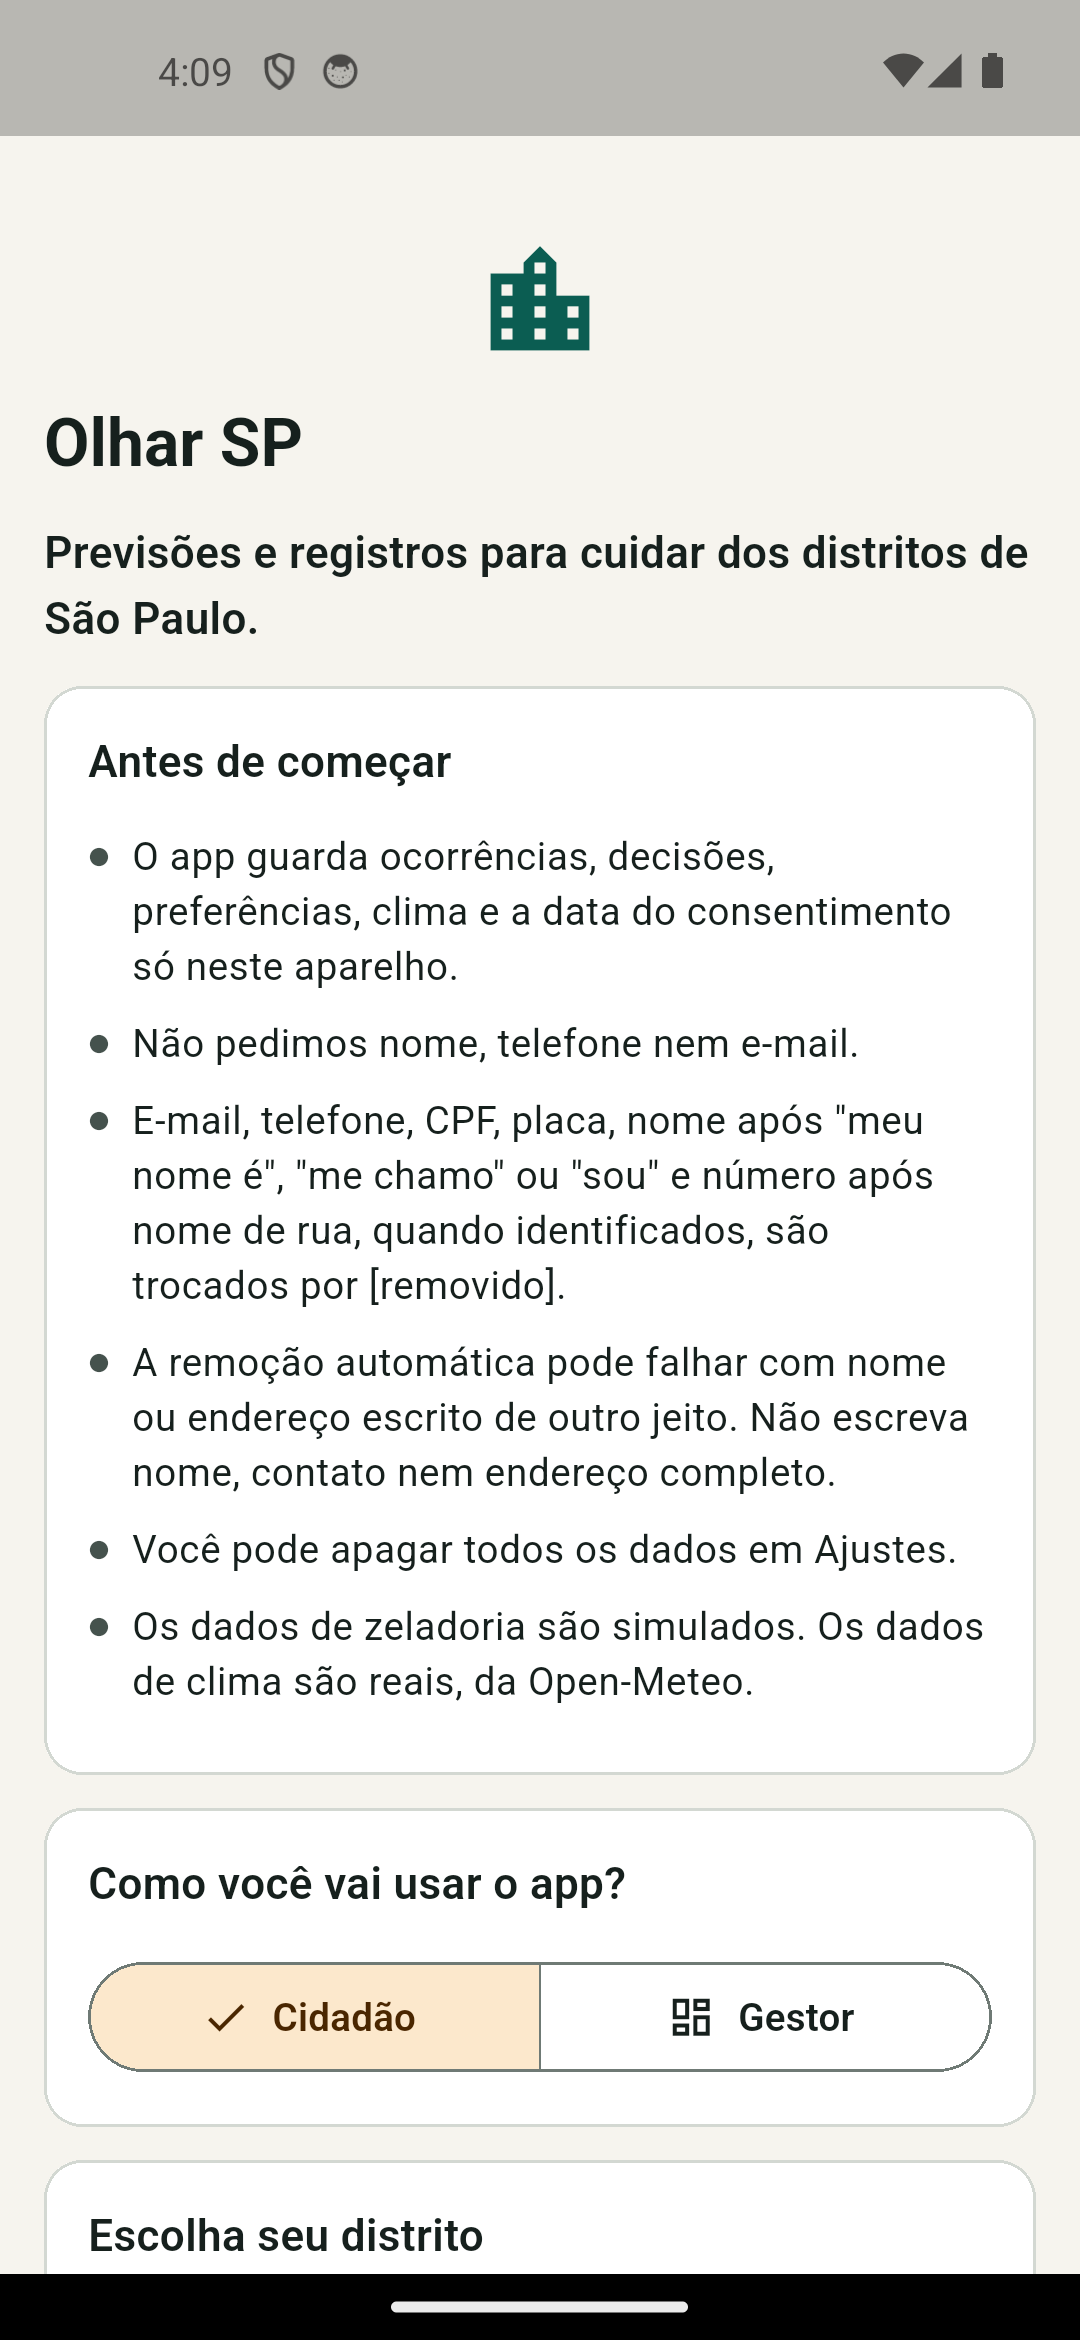 4:09
Olhar SP
Previsões e registros para cuidar dos distritos de
São Paulo.
Antes de começar
O app guarda ocorrências, decisões,
preferências, clima e a data do consentimento
só neste aparelho.
Não pedimos nome, telefone nem e-mail.
E-mail, telefone, CPF, placa, nome após "meu
nome é", "me chamo" ou "sou" e número após
nome de rua, quando identificados, são
trocados por [removido].
A remoção automática pode falhar com nome
ou endereço escrito de outro jeito. Não escreva
nome, contato nem endereço completo.
Você pode apagar todos os dados em Ajustes.
Os dados de zeladoria são simulados. Os dados
de clima são reais, da Open-Meteo.
Como você vai usar o app?
Cidadão
Gestor
Escolha seu distrito